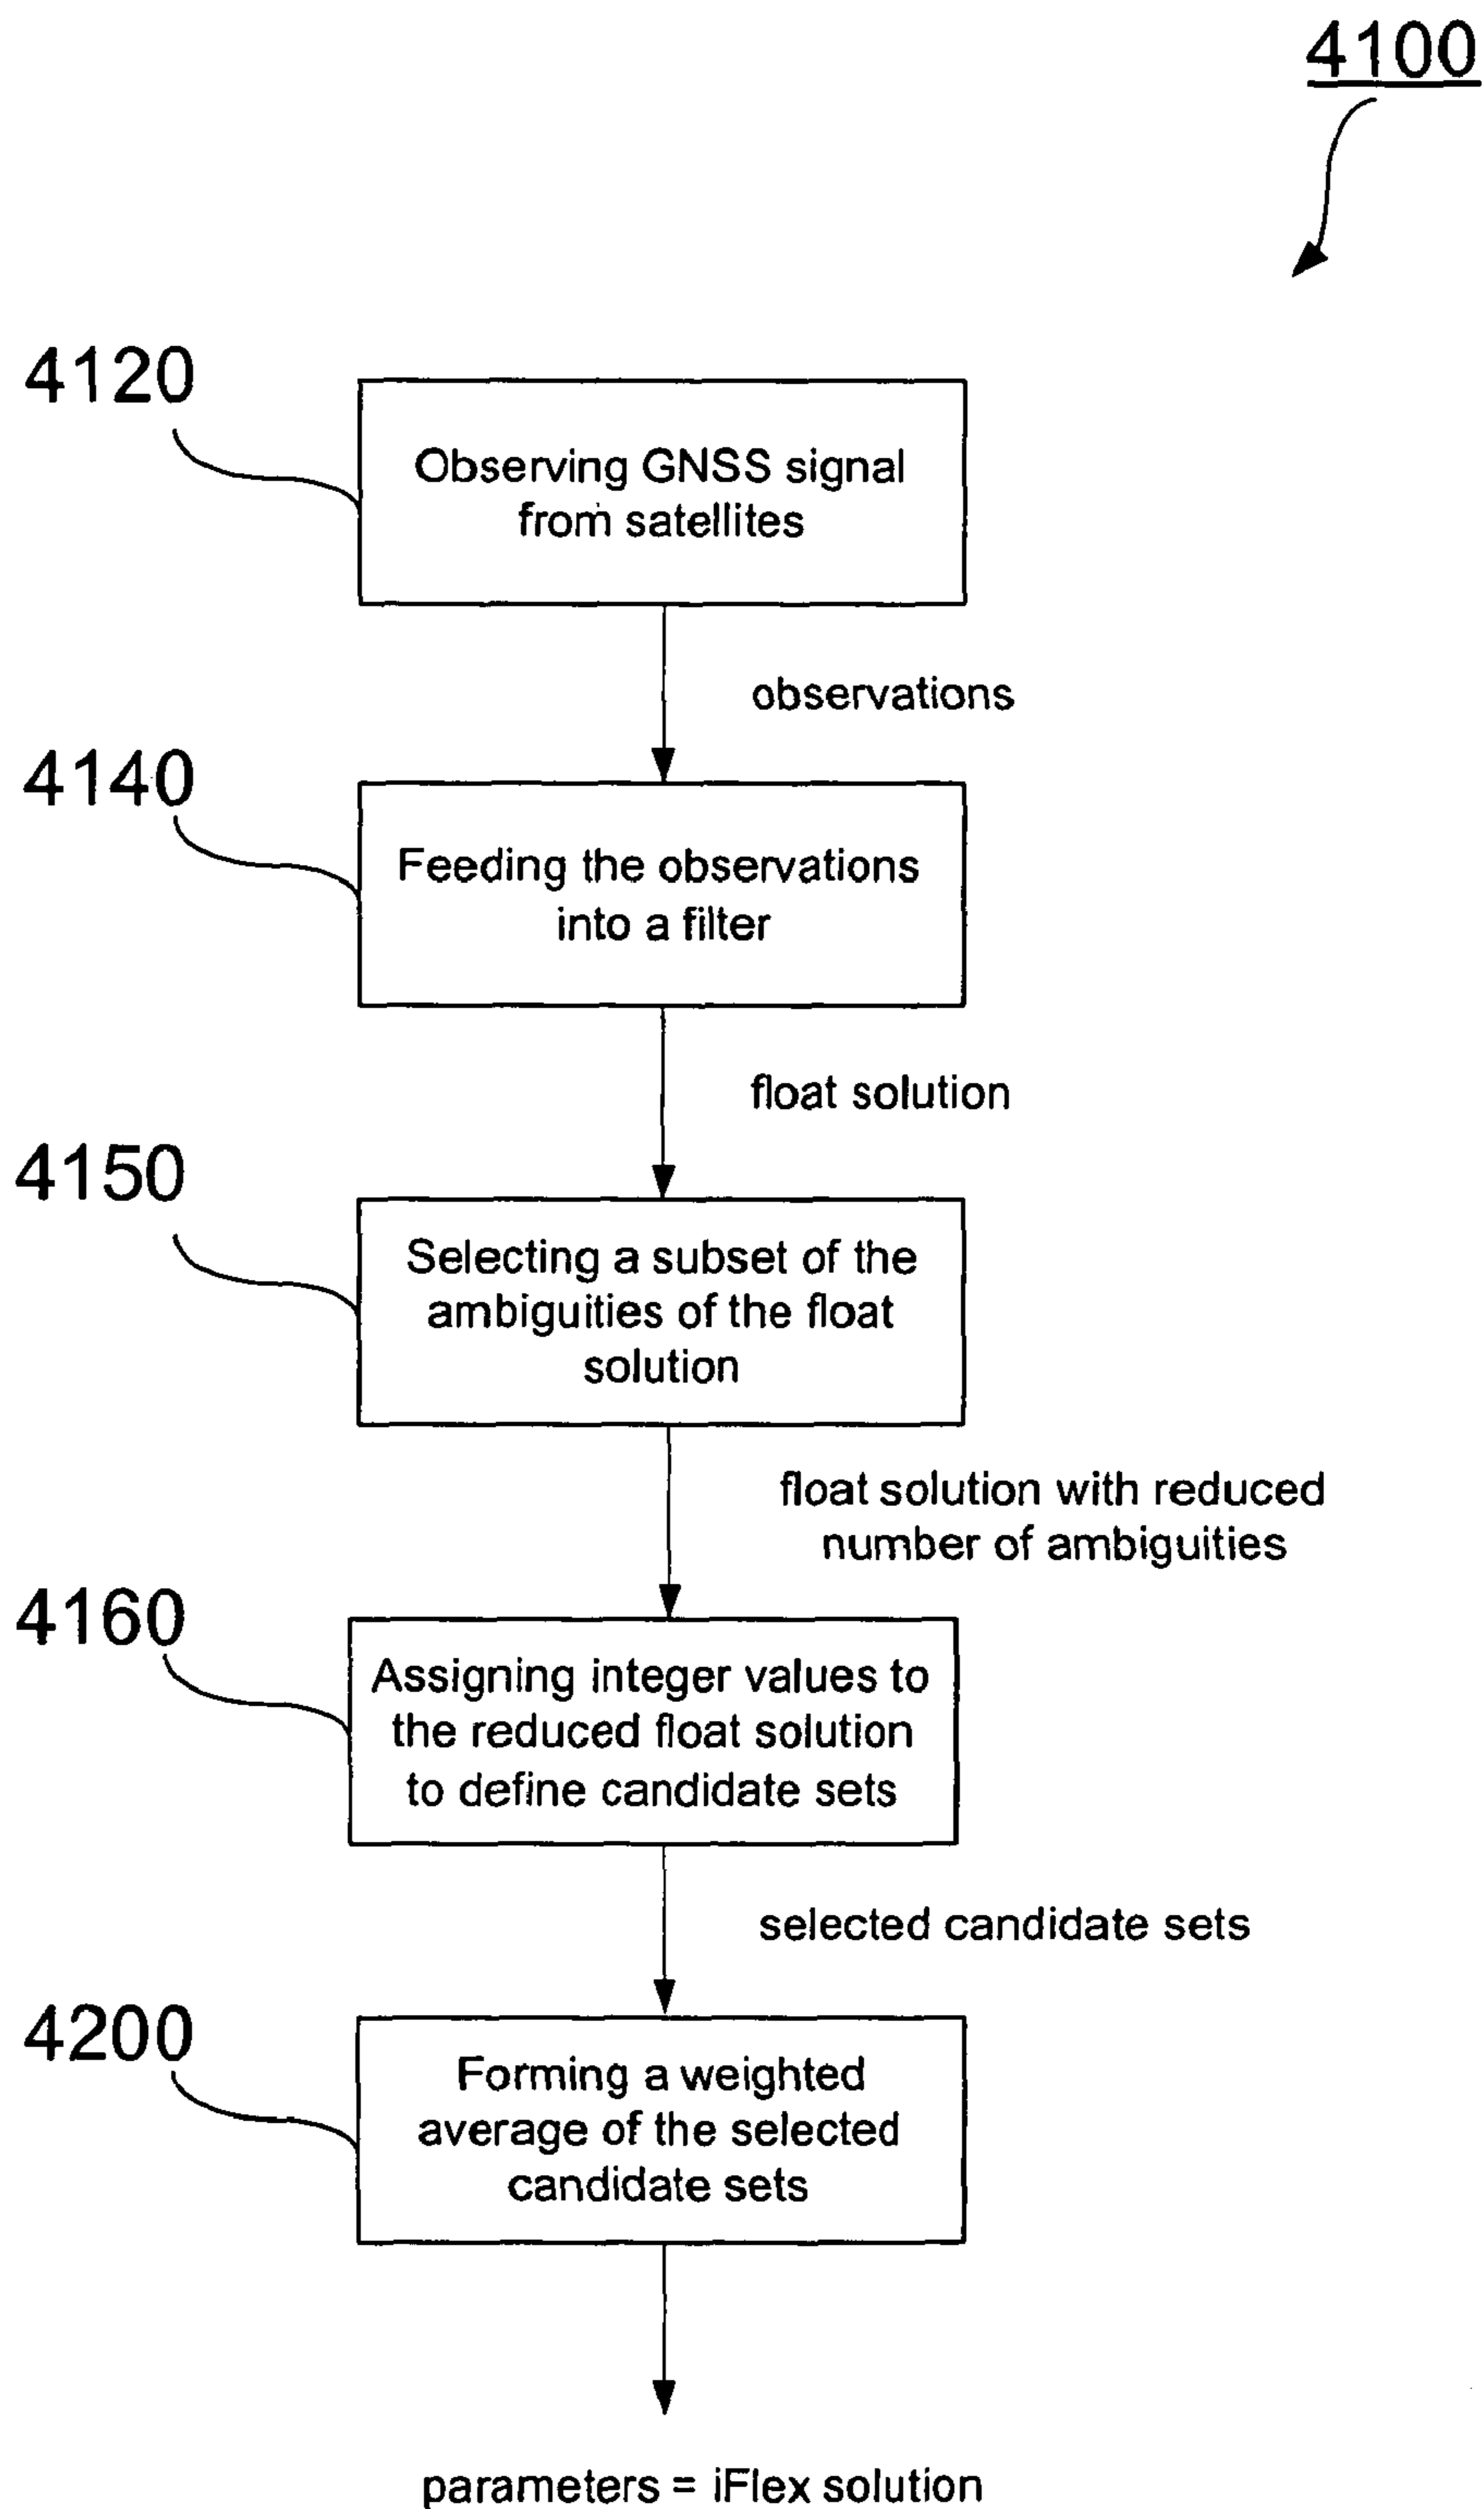 4100
4120
Observing GNSS signal
from satellites
observations
4140
Feeding the observations
into a filter
float solution
4150
Selecting a subset of the
ambiguities of the float
solution
float solution with reduced
number of ambiguities
4160
Assigning integer values to
the reduced float solution
to define candidate sets
selected candidate sets
4200
Forming a weighted
average of the selected
candidate sets
parameters = iFlex solution